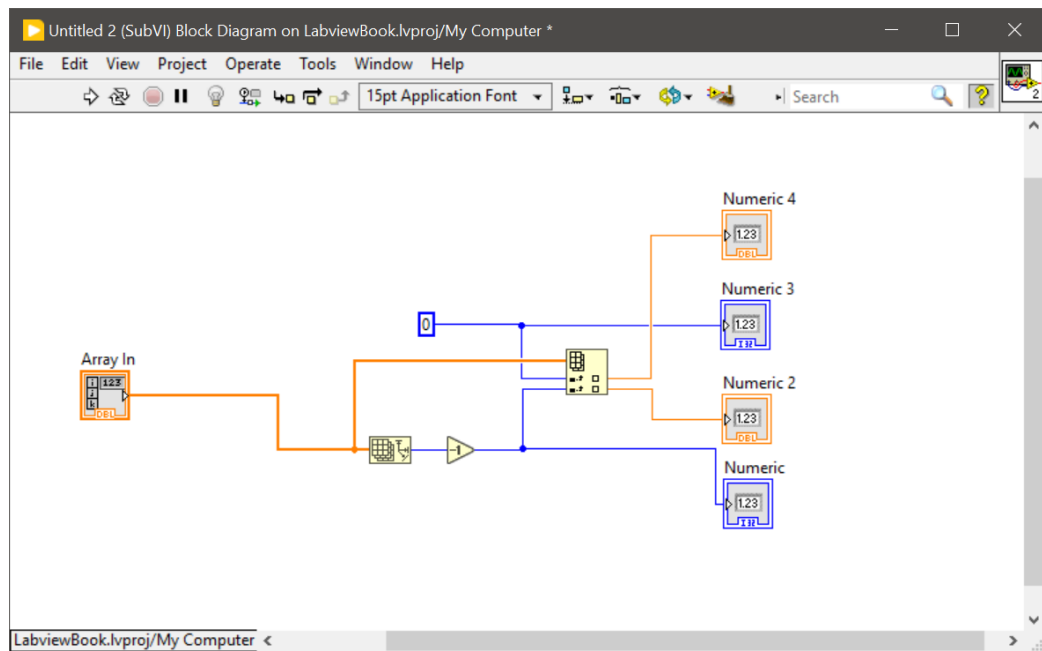 Untitled 2 (SubVI) Block Diagram on LabviewBook.lvproj/My Computer *
File Edit View Project Operate Tools Window Help
15pt Application Font
Search
?
2
Numeric 4
1.23
DBL
Numeric 3
0
1.23
I32
Array In
i
j
k
123
DBL
Numeric 2
1.23
DBL
-1
Numeric
1.23
I32
LabviewBook.lvproj/My Computer